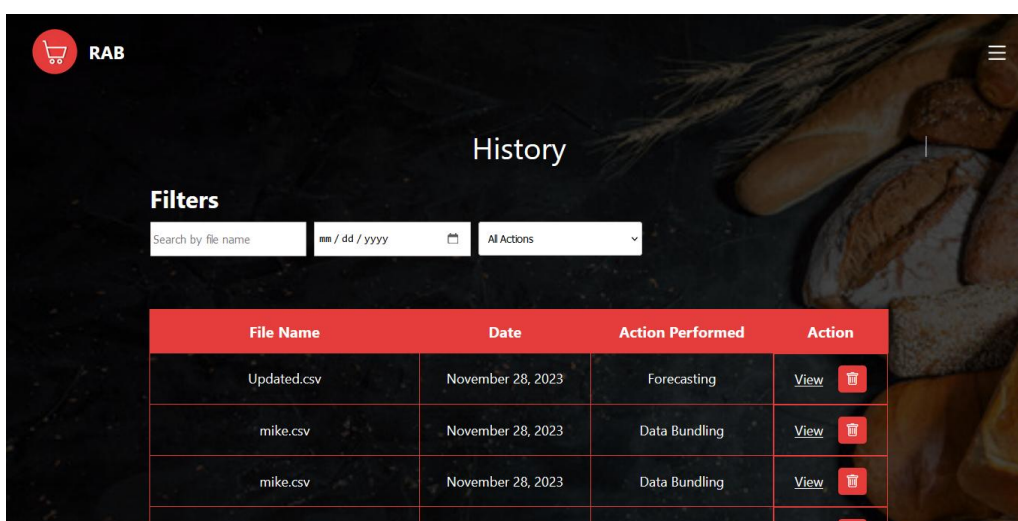 RAB
History
Filters
Search by file name mm / dd / yyyy All Actions
File Name Date Action Performed Action
Updated.csv November 28, 2023 Forecasting View
mike.csv November 28, 2023 Data Bundling View
mike.csv November 28, 2023 Data Bundling View